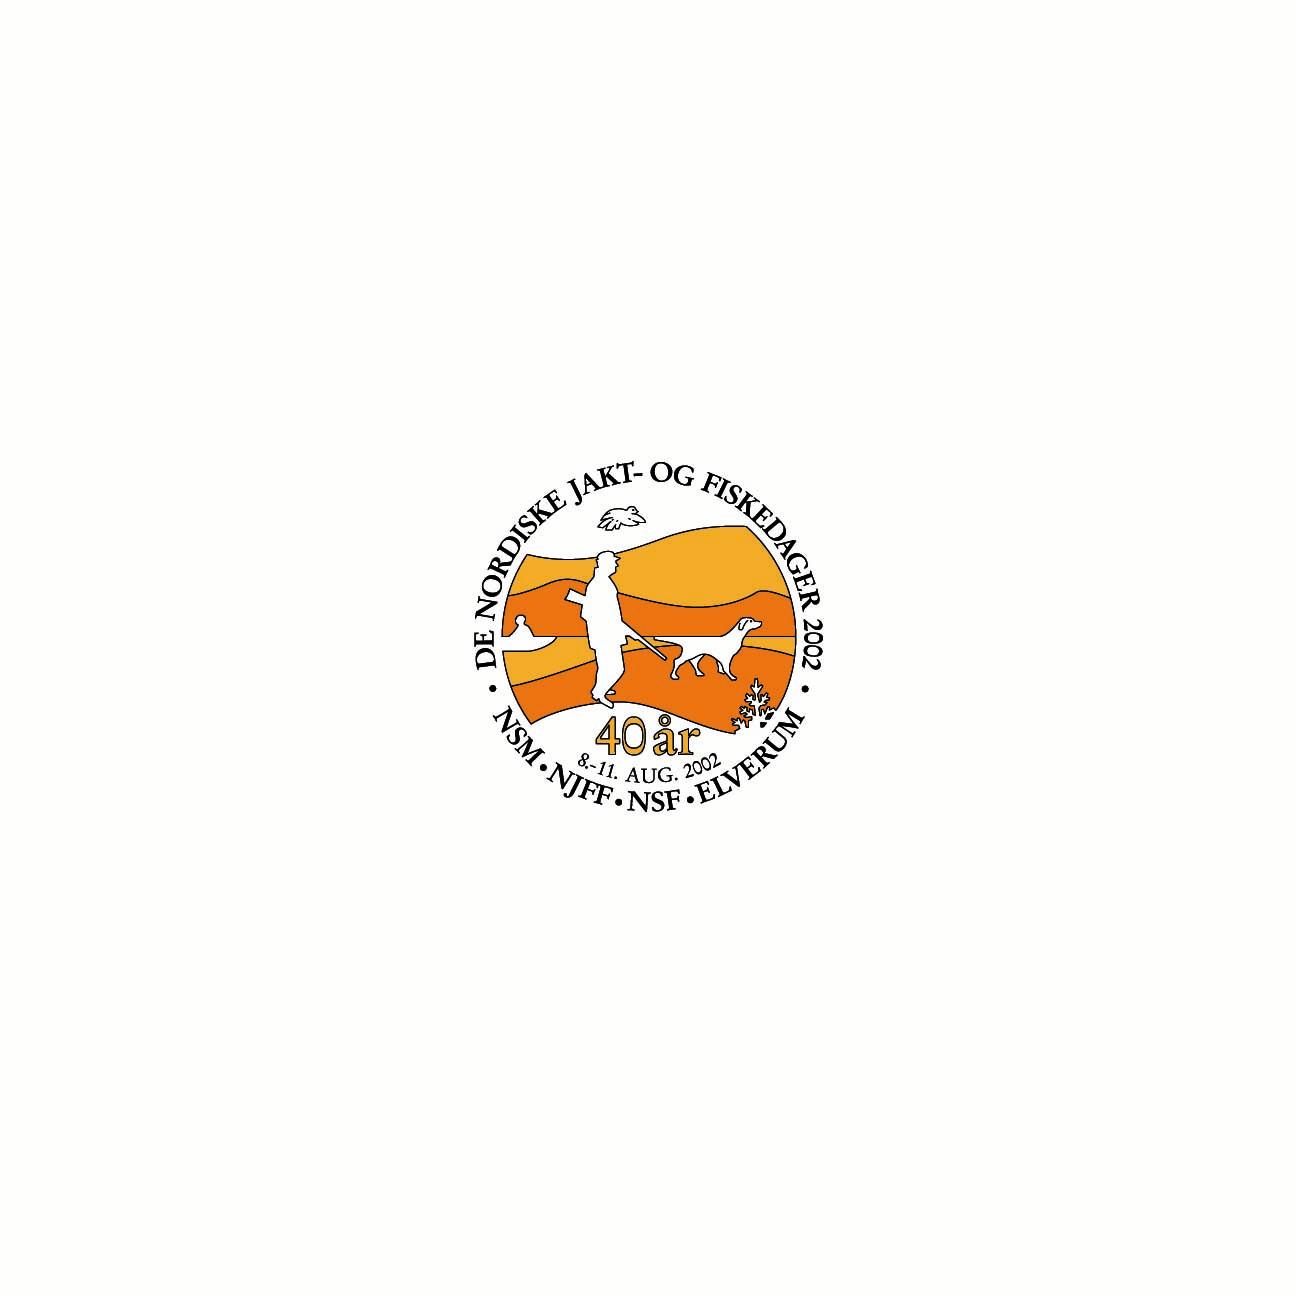 DE NORDISKE JAKT- OG FISKEDAGER 2002
40 år
8.-11. AUG. 2002
• NSM • NJFF • NSF • ELVERUM •